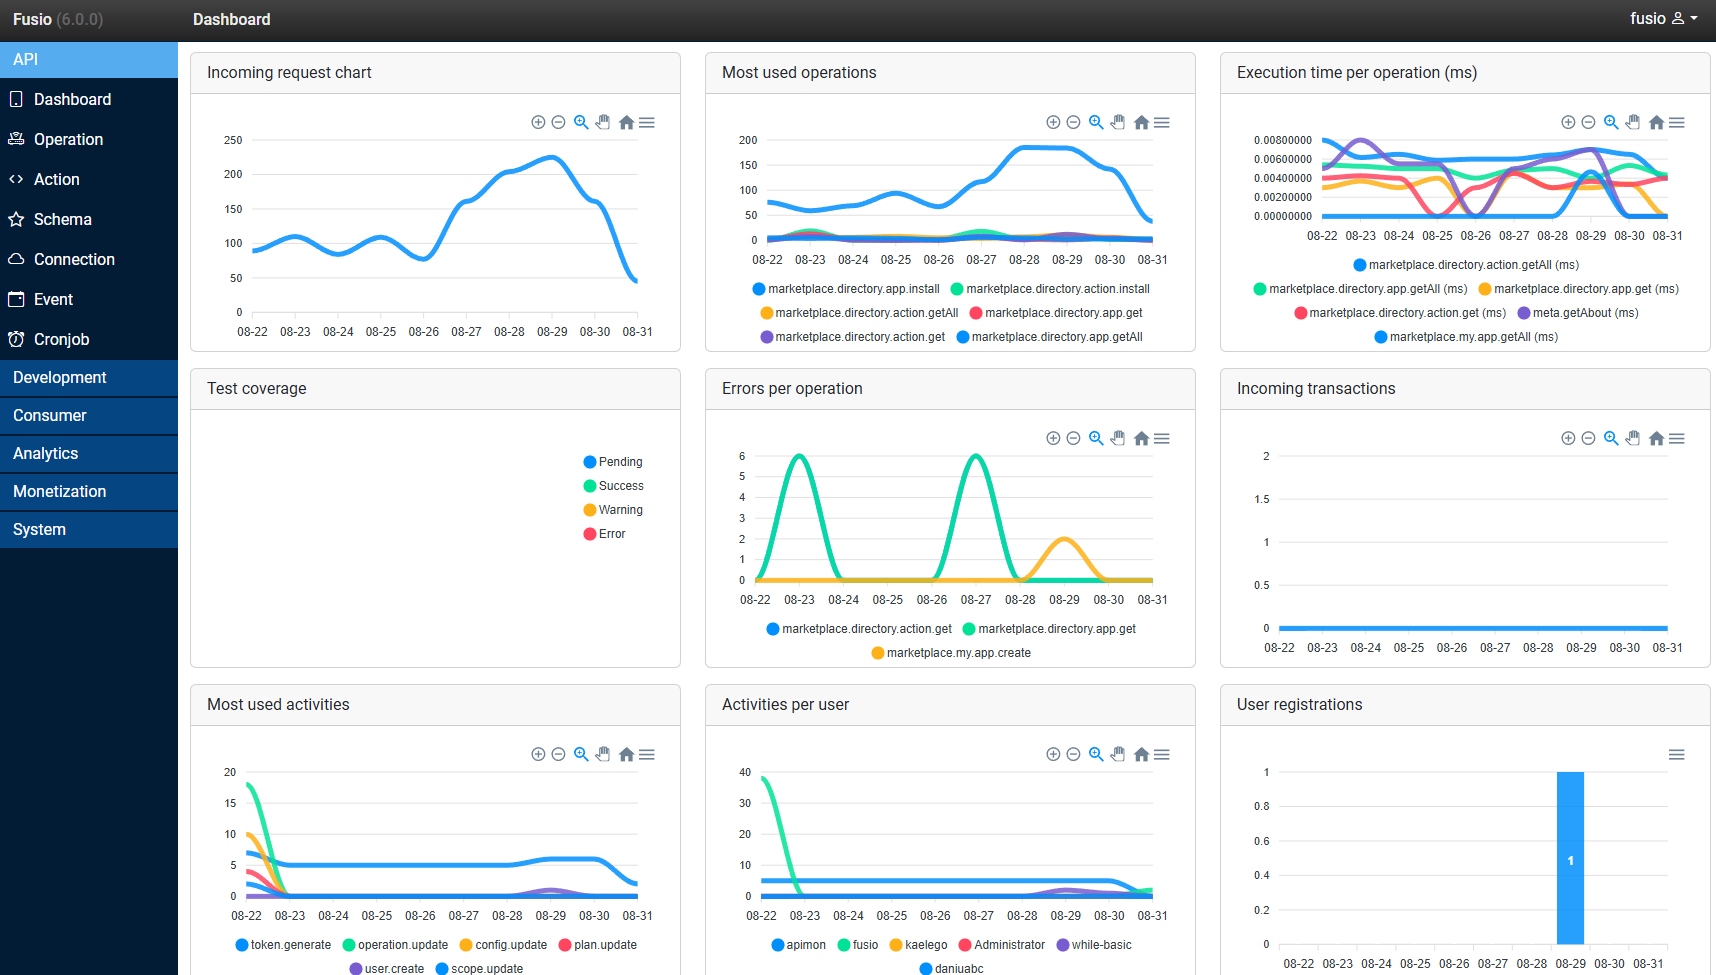 Fusio (6.0.0)
Dashboard
fusio
API
Dashboard
Operation
Action
Schema
Connection
Event
Cronjob
Development
Consumer
Analytics
Monetization
System
Incoming request chart
250
200
150
100
50
0
08-22 08-23 08-24 08-25 08-26 08-27 08-28 08-29 08-30 08-31
Most used operations
200
150
100
50
0
08-22 08-23 08-24 08-25 08-26 08-27 08-28 08-29 08-30 08-31
marketplace.directory.app.install marketplace.directory.action.install
marketplace.directory.action.getAll marketplace.directory.app.get
marketplace.directory.action.get marketplace.directory.app.getAll
Execution time per operation (ms)
0.00800000
0.00600000
0.00400000
0.00200000
0.00000000
08-22 08-23 08-24 08-25 08-26 08-27 08-28 08-29 08-30 08-31
marketplace.directory.action.getAll (ms)
marketplace.directory.app.getAll (ms) marketplace.directory.app.get (ms)
marketplace.directory.action.get (ms) meta.getAbout (ms)
marketplace.my.app.getAll (ms)
Test coverage
Pending
Success
Warning
Error
Errors per operation
6
5
4
3
2
1
0
08-22 08-23 08-24 08-25 08-26 08-27 08-28 08-29 08-30 08-31
marketplace.directory.action.get marketplace.directory.app.get
marketplace.my.app.create
Incoming transactions
2
1.5
1
0.5
0
08-22 08-23 08-24 08-25 08-26 08-27 08-28 08-29 08-30 08-31
Most used activities
20
15
10
5
0
08-22 08-23 08-24 08-25 08-26 08-27 08-28 08-29 08-30 08-31
token.generate operation.update config.update plan.update
user.create scope.update
Activities per user
40
30
20
10
0
08-22 08-23 08-24 08-25 08-26 08-27 08-28 08-29 08-30 08-31
apimon fusio kaelego Administrator while-basic
daniuabc
User registrations
1
0.8
0.6
0.4
0.2
0
1
08-22 08-23 08-24 08-25 08-26 08-27 08-28 08-29 08-30 08-31